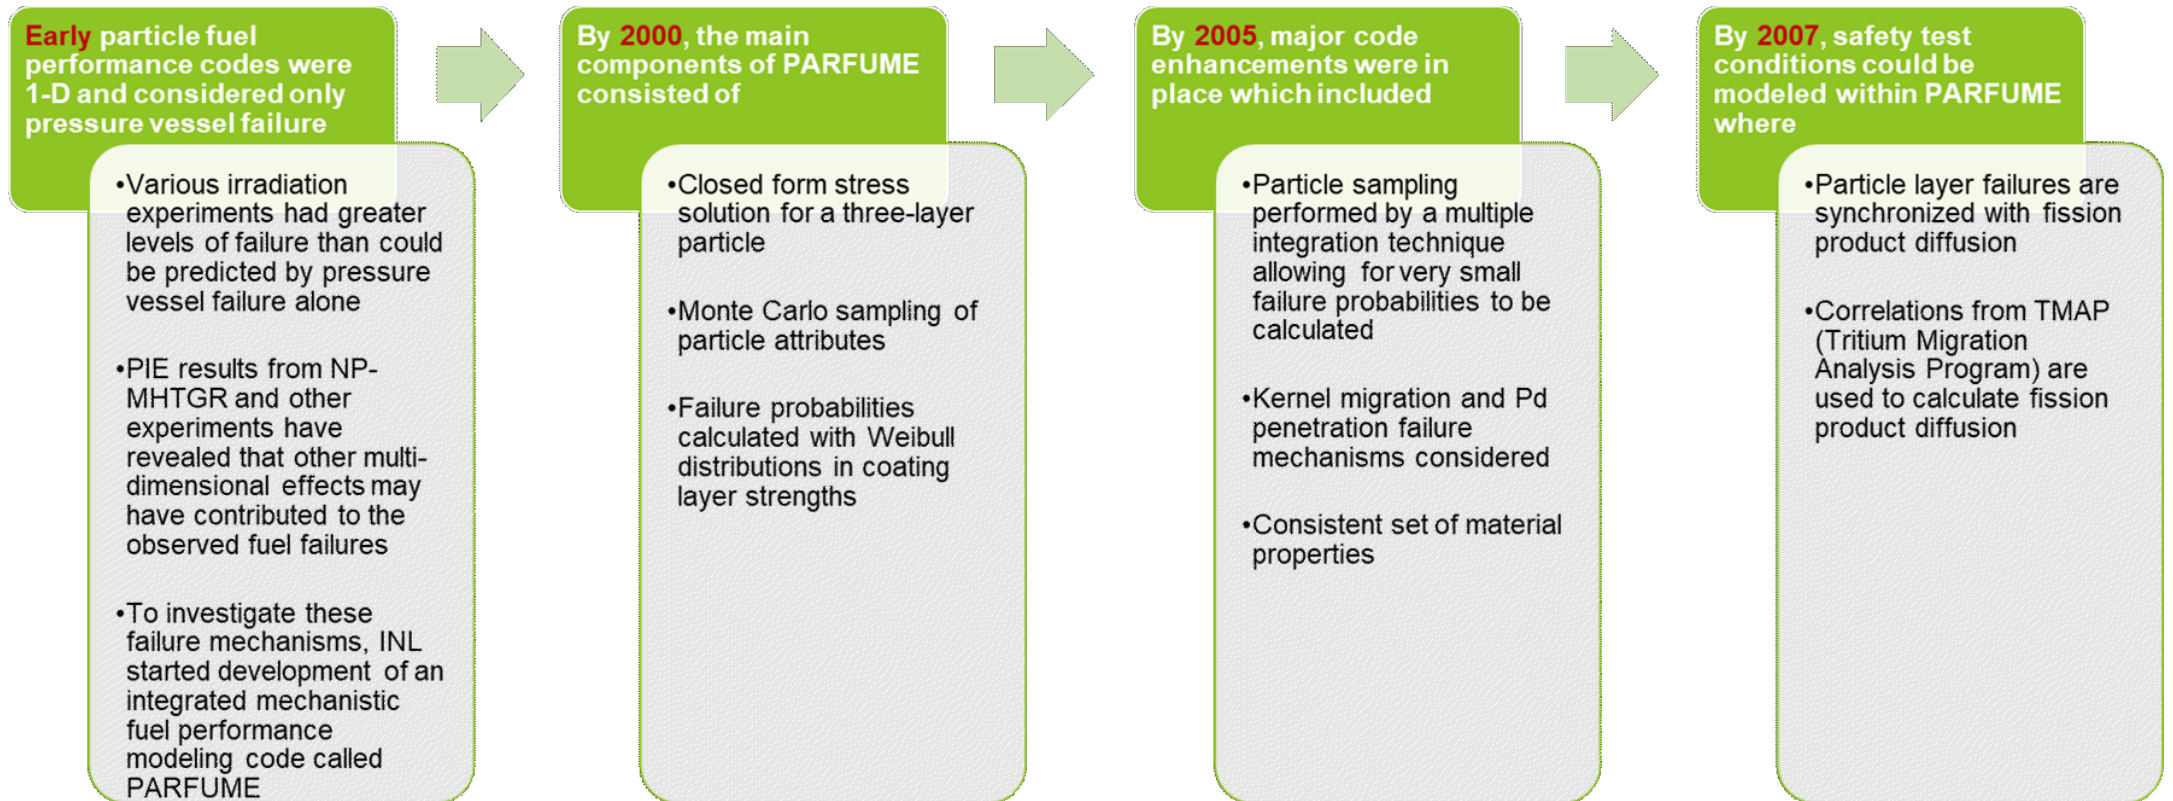 Early particle fuel
performance codes were
1-D and considered only
pressure vessel failure
•Various irradiation
experiments had greater
levels of failure than could
be predicted by pressure
vessel failure alone
•PIE results from NP-
MHTGR and other
experiments have
revealed that other multi-
dimensional effects may
have contributed to the
observed fuel failures
•To investigate these
failure mechanisms, INL
started development of an
integrated mechanistic
fuel performance
modeling code called
PARFUME
By 2000, the main
components of PARFUME
consisted of
•Closed form stress
solution for a three-layer
particle
•Monte Carlo sampling of
particle attributes
•Failure probabilities
calculated with Weibull
distributions in coating
layer strengths
By 2005, major code
enhancements were in
place which included
•Particle sampling
performed by a multiple
integration technique
allowing for very small
failure probabilities to be
calculated
•Kernel migration and Pd
penetration failure
mechanisms considered
•Consistent set of material
properties
By 2007, safety test
conditions could be
modeled within PARFUME
where
•Particle layer failures are
synchronized with fission
product diffusion
•Correlations from TMAP
(Tritium Migration
Analysis Program) are
used to calculate fission
product diffusion